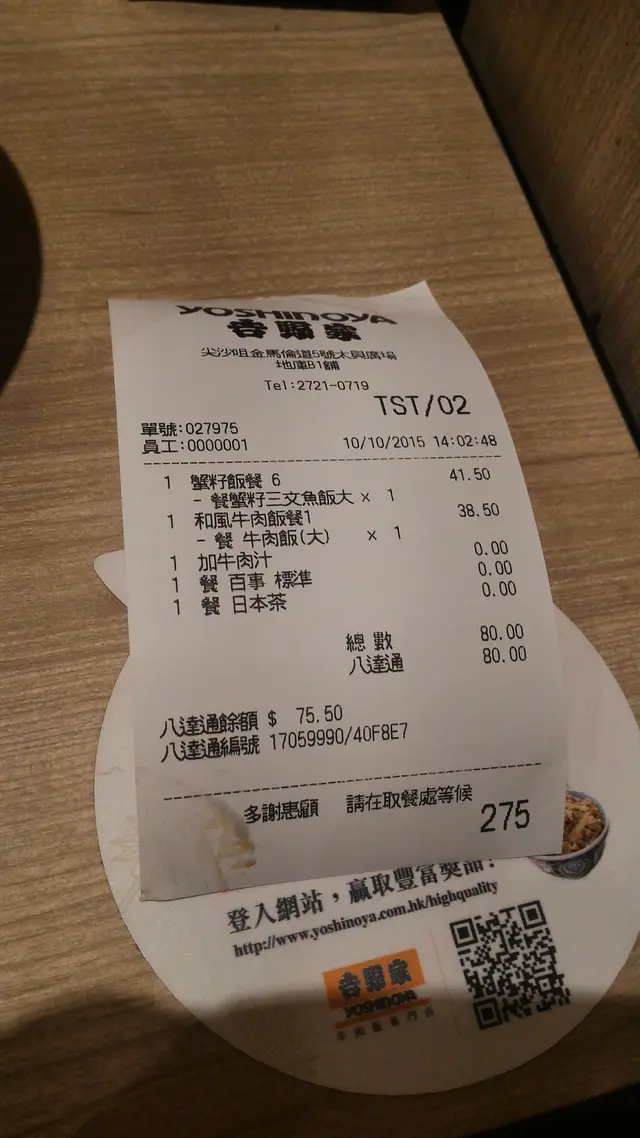 YOSHINOYA
吉野家
尖沙咀金馬倫道5號太興廣場
地庫B1舖
Tel:2721-0719
TST/02
單號:027975
員工:0000001 10/10/2015 14:02:48
1 蟹籽飯餐 6 41.50
- 餐蟹籽三文魚飯大 x 1
1 和風牛肉飯餐1 38.50
- 餐 牛肉飯(大) x 1
1 加牛肉汁 0.00
1 餐 百事 標準 0.00
1 餐 日本茶 0.00
總數 80.00
八達通 80.00
八達通餘額 $ 75.50
八達通編號 17059990/40F8E7
多謝惠顧 請在取餐處等候
275
登入網站，贏取豐富獎品!
http://www.yoshinoya.com.hk/highquality
吉野家
YOSHINOYA
牛肉飯專門店